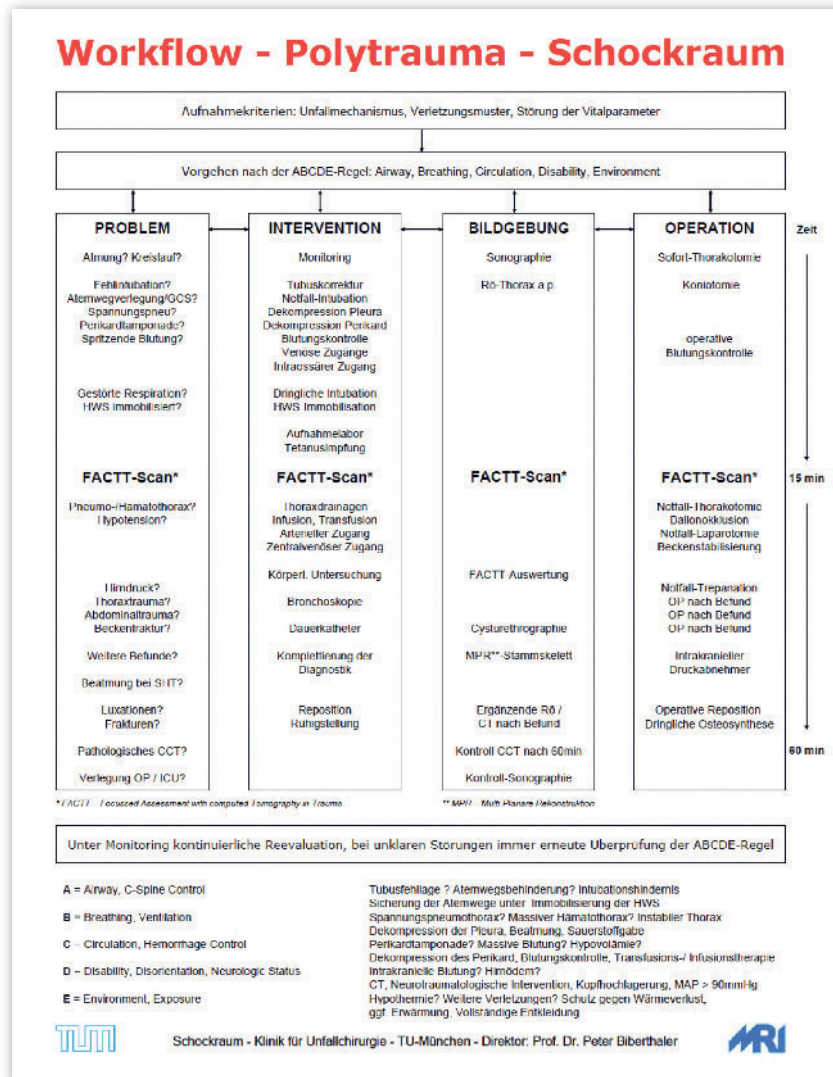 Workflow - Polytrauma - Schockraum
Aufnahmekriterien: Unfallmechanismus, Verletzungsmuster, Störung der Vitalparameter
Vorgehen nach der ABCDE-Regel: Airway, Breathing, Circulation, Disability, Environment
PROBLEM
Atmung? Kreislauf?
Fehlintubation?
Atemwegverlegung/GCS?
Spannungspneu?
Perikardtamponade?
Spritzende Blutung?
Gestörte Respiration?
HWS immobilisiert?
FACTT-Scan*
Pneumo-/Hämatothorax?
Hypotension?
Hirndruck?
Thoraxtrauma?
Abdominaltrauma?
Beckenfraktur?
Weitere Befunde?
Beatmung bei SHT?
Luxationen?
Frakturen?
Pathologisches CCT?
Verlegung OP / ICU?
INTERVENTION
Monitoring
Tubuskorrektur
Notfall-Intubation
Dekompression Pleura
Dekompression Perikard
Blutungskontrolle
Venöse Zugänge
Intraossärer Zugang
Dringliche Intubation
HWS Immobilisation
Aufnahmelabor
Tetanusimpfung
FACTT-Scan*
Thoraxdrainagen
Infusion, Transfusion
Arterieller Zugang
Zentralvenöser Zugang
Körperl. Untersuchung
Bronchoskopie
Dauerkatheter
Komplettierung der
Diagnostik
Reposition
Ruhigstellung
BILDGEBUNG
Sonographie
Rö-Thorax a.p.
FACTT-Scan*
FACTT-Auswertung
Cysturethrographie
MPR**-Stammskelett
Ergänzende Rö /
CT nach Befund
Kontroll CCT nach 60min
Kontroll-Sonographie
OPERATION
Sofort-Thorakotomie
Koniotomie
operative
Blutungskontrolle
FACTT-Scan*
Notfall-Thorakotomie
Ballonokklusion
Notfall-Laparotomie
Beckenstabilisierung
Notfall-Trepanation
OP nach Befund
OP nach Befund
OP nach Befund
Intrakranieller
Druckabnehmer
Operative Reposition
Dringliche Osteosynthese
Zeit
15 min
60 min
* FACTT – Focussed Assessment with computed Tomography in Trauma
** MPR – Multi Planare Rekonstruktion
Unter Monitoring kontinuierliche Reevaluation, bei unklaren Störungen immer erneute Überprüfung der ABCDE-Regel
A = Airway, C-Spine Control
Tubusfehllage ? Atemwegsbehinderung? Intubationshindernis
Sicherung der Atemwege unter Immobilisierung der HWS
B = Breathing, Ventilation
Spannungspneumothorax? Massiver Hämatothorax? Instabiler Thorax
Dekompression der Pleura, Beatmung, Sauerstoffgabe
C – Circulation, Hemorrhage Control
Perikardtamponade? Massive Blutung? Hypovolämie?
Dekompression des Perikard, Blutungskontrolle, Transfusions-/ Infusionstherapie
D – Disability, Disorientation, Neurologic Status
Intrakranielle Blutung? Hirnödem?
CT, Neurotraumatologische Intervention, Kopfhochlagerung, MAP > 90mmHg
E = Environment, Exposure
Hypothermie? Weitere Verletzungen? Schutz gegen Wärmeverlust,
ggf. Erwärmung, Vollständige Entkleidung
TUM
Schockraum - Klinik für Unfallchirurgie - TU-München - Direktor: Prof. Dr. Peter Biberthaler
MRI